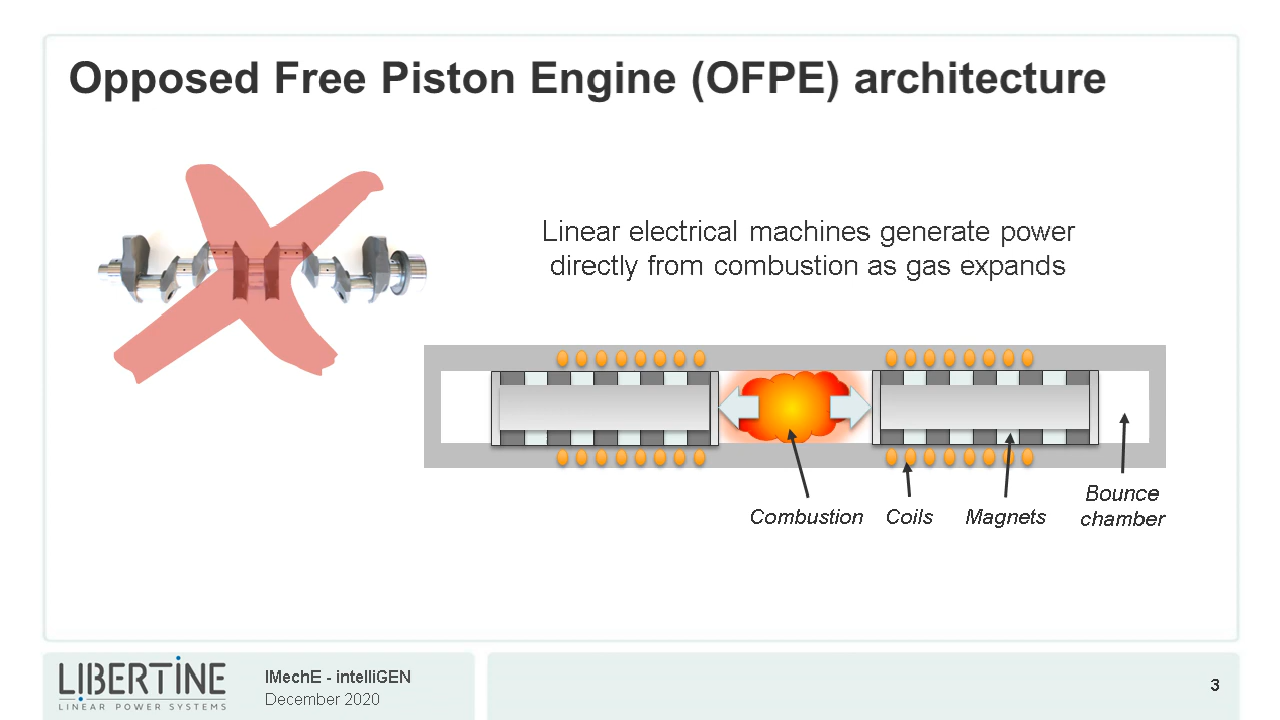 Opposed Free Piston Engine (OFPE) architecture
Linear electrical machines generate power
directly from combustion as gas expands
Combustion
Coils
Magnets
Bounce
chamber
LIBERTINE
LINEAR POWER SYSTEMS
IMechE - intelliGEN
December 2020
3